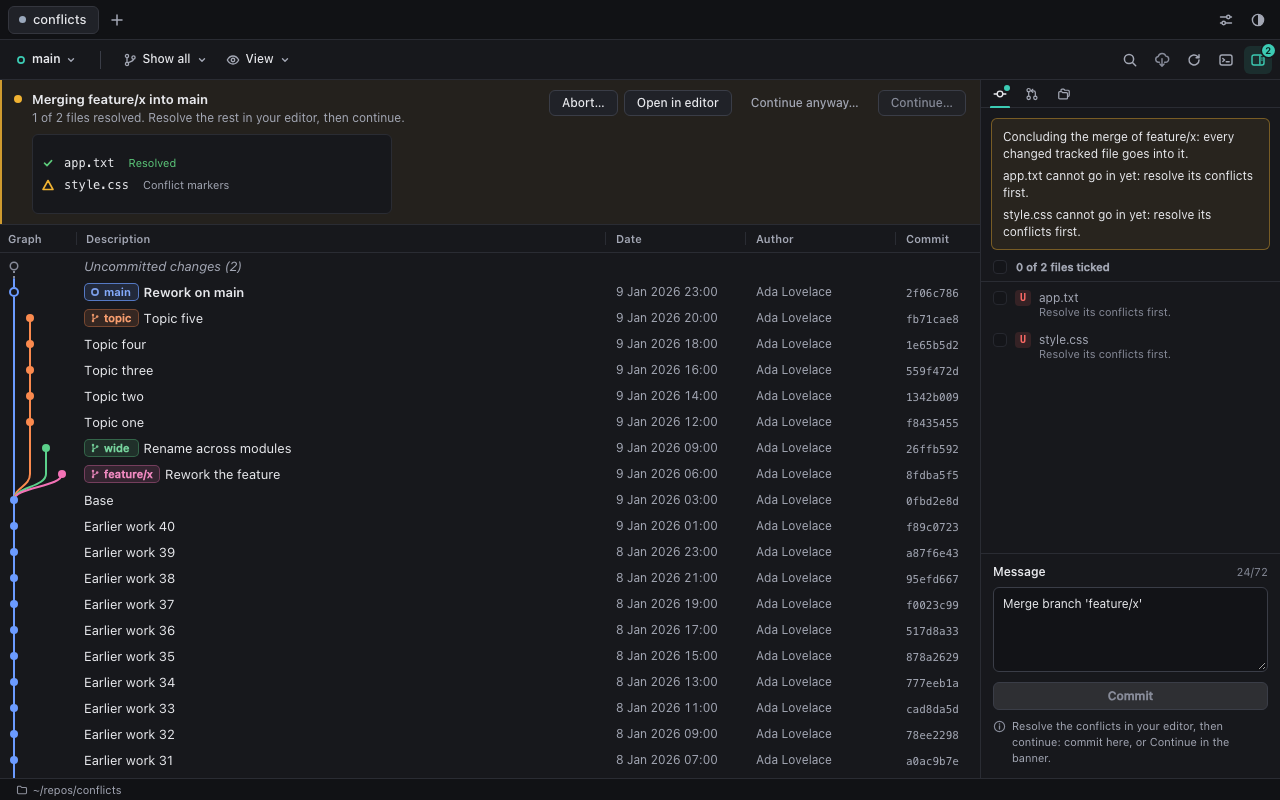 conflicts
main
Show all
View
2
Merging feature/x into main
1 of 2 files resolved. Resolve the rest in your editor, then continue.
Abort...
Open in editor
Continue anyway...
Continue...
app.txt Resolved
style.css Conflict markers
Graph Description Date Author Commit
Uncommitted changes (2)
main Rework on main 9 Jan 2026 23:00 Ada Lovelace 2f06c786
topic Topic five 9 Jan 2026 20:00 Ada Lovelace fb71cae8
Topic four 9 Jan 2026 18:00 Ada Lovelace 1e65b5d2
Topic three 9 Jan 2026 16:00 Ada Lovelace 559f472d
Topic two 9 Jan 2026 14:00 Ada Lovelace 1342b009
Topic one 9 Jan 2026 12:00 Ada Lovelace f8435455
wide Rename across modules 9 Jan 2026 09:00 Ada Lovelace 26ffb592
feature/x Rework the feature 9 Jan 2026 06:00 Ada Lovelace 8fdba5f5
Base 9 Jan 2026 03:00 Ada Lovelace 0fbd2e8d
Earlier work 40 9 Jan 2026 01:00 Ada Lovelace f89c0723
Earlier work 39 8 Jan 2026 23:00 Ada Lovelace a87f6e43
Earlier work 38 8 Jan 2026 21:00 Ada Lovelace 95efd667
Earlier work 37 8 Jan 2026 19:00 Ada Lovelace f0023c99
Earlier work 36 8 Jan 2026 17:00 Ada Lovelace 517d8a33
Earlier work 35 8 Jan 2026 15:00 Ada Lovelace 878a2629
Earlier work 34 8 Jan 2026 13:00 Ada Lovelace 777eeb1a
Earlier work 33 8 Jan 2026 11:00 Ada Lovelace cad8da5d
Earlier work 32 8 Jan 2026 09:00 Ada Lovelace 78ee2298
Earlier work 31 8 Jan 2026 07:00 Ada Lovelace a0ac9b7e
Concluding the merge of feature/x: every
changed tracked file goes into it.
app.txt cannot go in yet: resolve its conflicts
first.
style.css cannot go in yet: resolve its
conflicts first.
0 of 2 files ticked
U app.txt
Resolve its conflicts first.
U style.css
Resolve its conflicts first.
Message 24/72
Merge branch 'feature/x'
Commit
Resolve the conflicts in your editor, then
continue: commit here, or Continue in the
banner.
~/repos/conflicts